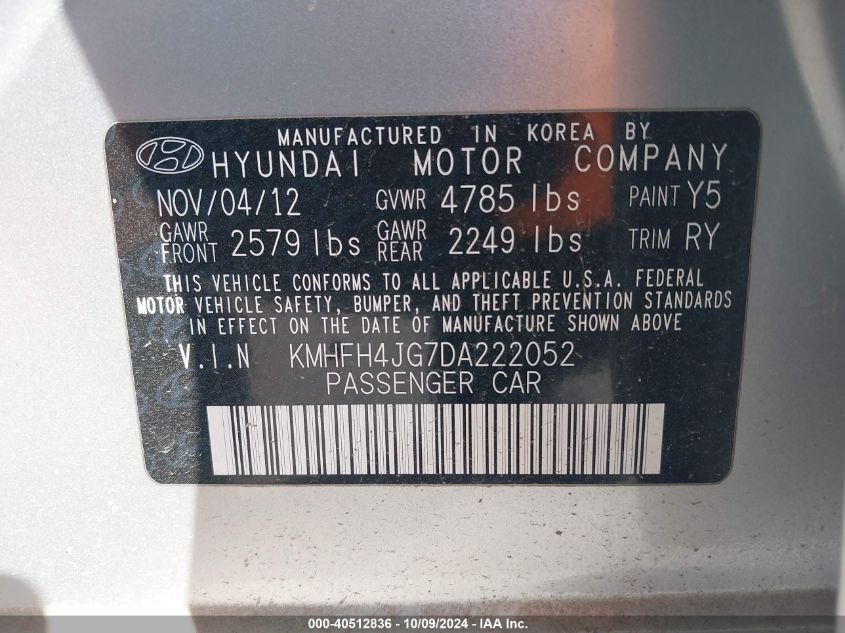 MANUFACTURED IN KOREA BY
HYUNDAI MOTOR COMPANY
NOV/04/12 GVWR 4785 lbs PAINT Y5
GAWR FRONT 2579 lbs GAWR REAR 2249 lbs TRIM RY
THIS VEHICLE CONFORMS TO ALL APPLICABLE U.S.A. FEDERAL
MOTOR VEHICLE SAFETY, BUMPER, AND THEFT PREVENTION STANDARDS
IN EFFECT ON THE DATE OF MANUFACTURE SHOWN ABOVE
V.I.N KMHFH4JG7DA222052
PASSENGER CAR
000-40512836 - 10/09/2024 - IAA Inc.